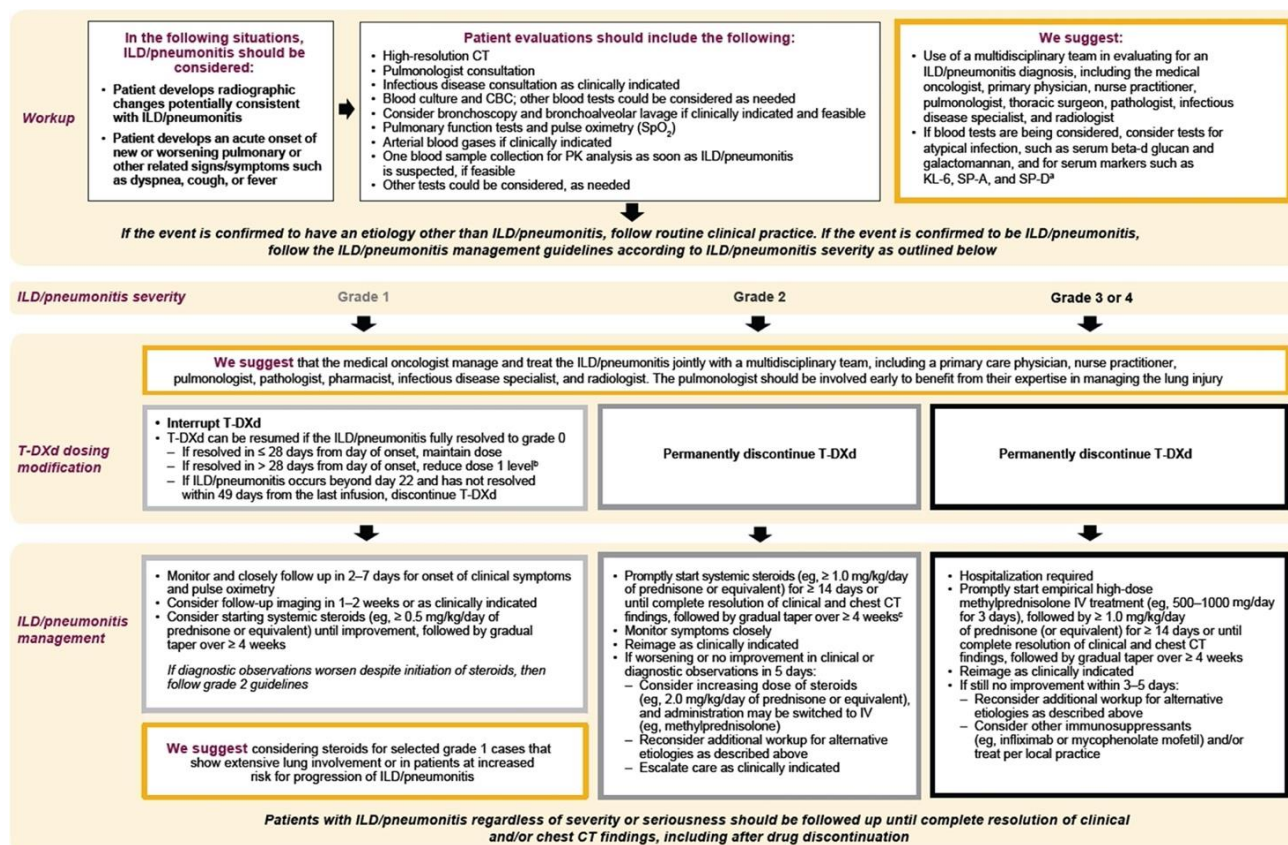 Workup
In the following situations,
ILD/pneumonitis should be
considered:
• Patient develops radiographic
changes potentially consistent
with ILD/pneumonitis
• Patient develops an acute onset of
new or worsening pulmonary or
other related signs/symptoms such
as dyspnea, cough, or fever
Patient evaluations should include the following:
• High-resolution CT
• Pulmonologist consultation
• Infectious disease consultation as clinically indicated
• Blood culture and CBC; other blood tests could be considered as needed
• Consider bronchoscopy and bronchoalveolar lavage if clinically indicated and feasible
• Pulmonary function tests and pulse oximetry (SpO₂)
• Arterial blood gases if clinically indicated
• One blood sample collection for PK analysis as soon as ILD/pneumonitis
is suspected, if feasible
• Other tests could be considered, as needed
We suggest:
• Use of a multidisciplinary team in evaluating for an
ILD/pneumonitis diagnosis, including the medical
oncologist, primary physician, nurse practitioner,
pulmonologist, thoracic surgeon, pathologist, infectious
disease specialist, and radiologist
• If blood tests are being considered, consider tests for
atypical infection, such as serum beta-d glucan and
galactomannan, and for serum markers such as
KL-6, SP-A, and SP-Dᵃ
If the event is confirmed to have an etiology other than ILD/pneumonitis, follow routine clinical practice. If the event is confirmed to be ILD/pneumonitis,
follow the ILD/pneumonitis management guidelines according to ILD/pneumonitis severity as outlined below
ILD/pneumonitis severity
Grade 1
Grade 2
Grade 3 or 4
We suggest that the medical oncologist manage and treat the ILD/pneumonitis jointly with a multidisciplinary team, including a primary care physician, nurse practitioner,
pulmonologist, pathologist, pharmacist, infectious disease specialist, and radiologist. The pulmonologist should be involved early to benefit from their expertise in managing the lung injury
T-DXd dosing
modification
• Interrupt T-DXd
• T-DXd can be resumed if the ILD/pneumonitis fully resolved to grade 0
– If resolved in ≤ 28 days from day of onset, maintain dose
– If resolved in > 28 days from day of onset, reduce dose 1 levelᵇ
– If ILD/pneumonitis occurs beyond day 22 and has not resolved
within 49 days from the last infusion, discontinue T-DXd
Permanently discontinue T-DXd
Permanently discontinue T-DXd
ILD/pneumonitis
management
• Monitor and closely follow up in 2–7 days for onset of clinical symptoms
and pulse oximetry
• Consider follow-up imaging in 1–2 weeks or as clinically indicated
• Consider starting systemic steroids (eg, ≥ 0.5 mg/kg/day of
prednisone or equivalent) until improvement, followed by gradual
taper over ≥ 4 weeks
If diagnostic observations worsen despite initiation of steroids, then
follow grade 2 guidelines
We suggest considering steroids for selected grade 1 cases that
show extensive lung involvement or in patients at increased
risk for progression of ILD/pneumonitis
• Promptly start systemic steroids (eg, ≥ 1.0 mg/kg/day
of prednisone or equivalent) for ≥ 14 days or
until complete resolution of clinical and chest CT
findings, followed by gradual taper over ≥ 4 weeksᶜ
• Monitor symptoms closely
• Reimage as clinically indicated
• If worsening or no improvement in clinical or
diagnostic observations in 5 days:
– Consider increasing dose of steroids
(eg, 2.0 mg/kg/day of prednisone or equivalent),
and administration may be switched to IV
(eg, methylprednisolone)
– Reconsider additional workup for alternative
etiologies as described above
– Escalate care as clinically indicated
• Hospitalization required
• Promptly start empirical high-dose
methylprednisolone IV treatment (eg, 500–1000 mg/day
for 3 days), followed by ≥ 1.0 mg/kg/day
of prednisone (or equivalent) for ≥ 14 days or until
complete resolution of clinical and chest CT
findings, followed by gradual taper over ≥ 4 weeks
• Reimage as clinically indicated
• If still no improvement within 3–5 days:
– Reconsider additional workup for alternative
etiologies as described above
– Consider other immunosuppressants
(eg, infliximab or mycophenolate mofetil) and/or
treat per local practice
Patients with ILD/pneumonitis regardless of severity or seriousness should be followed up until complete resolution of clinical
and/or chest CT findings, including after drug discontinuation